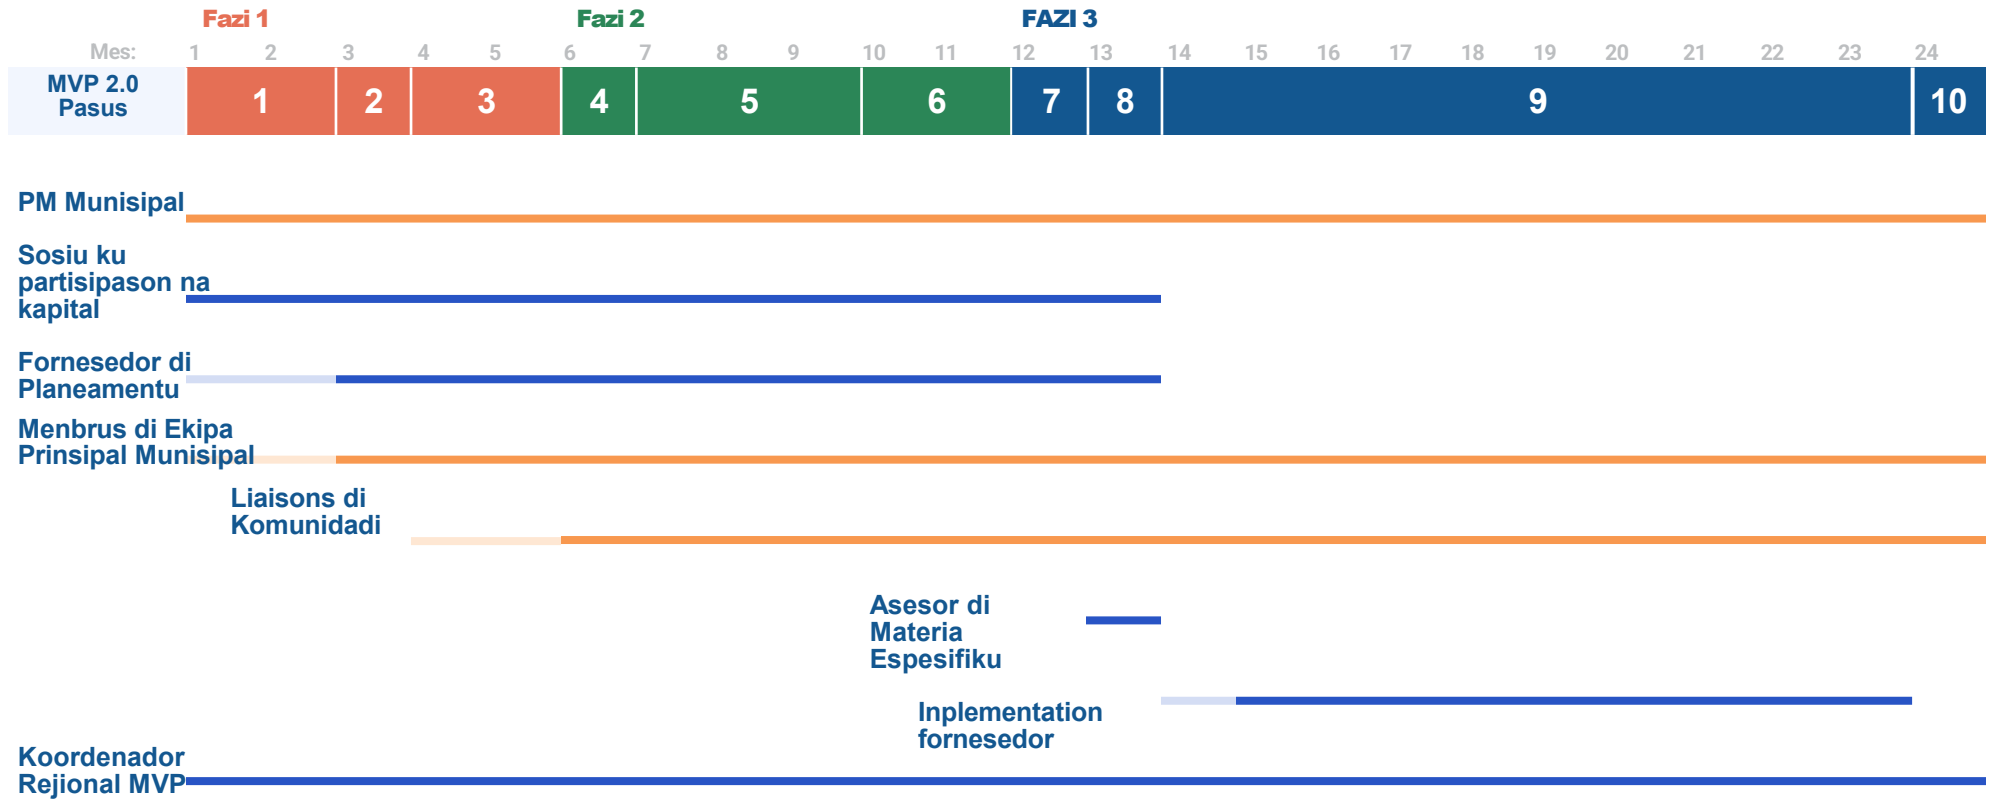 Fazi 1 Fazi 2 FAZI 3
Mes: 1 2 3 4 5 6 7 8 9 10 11 12 13 14 15 16 17 18 19 20 21 22 23 24
MVP 2.0
Pasus
1 2 3 4 5 6 7 8 9 10
PM Munisipal
Sosiu ku
partisipason na
kapital
Fornesedor di
Planeamentu
Menbrus di Ekipa
Prinsipal Munisipal
Liaisons di
Komunidadi
Asesor di
Materia
Espesifiku
Inplementation
fornesedor
Koordenador
Rejional MVP